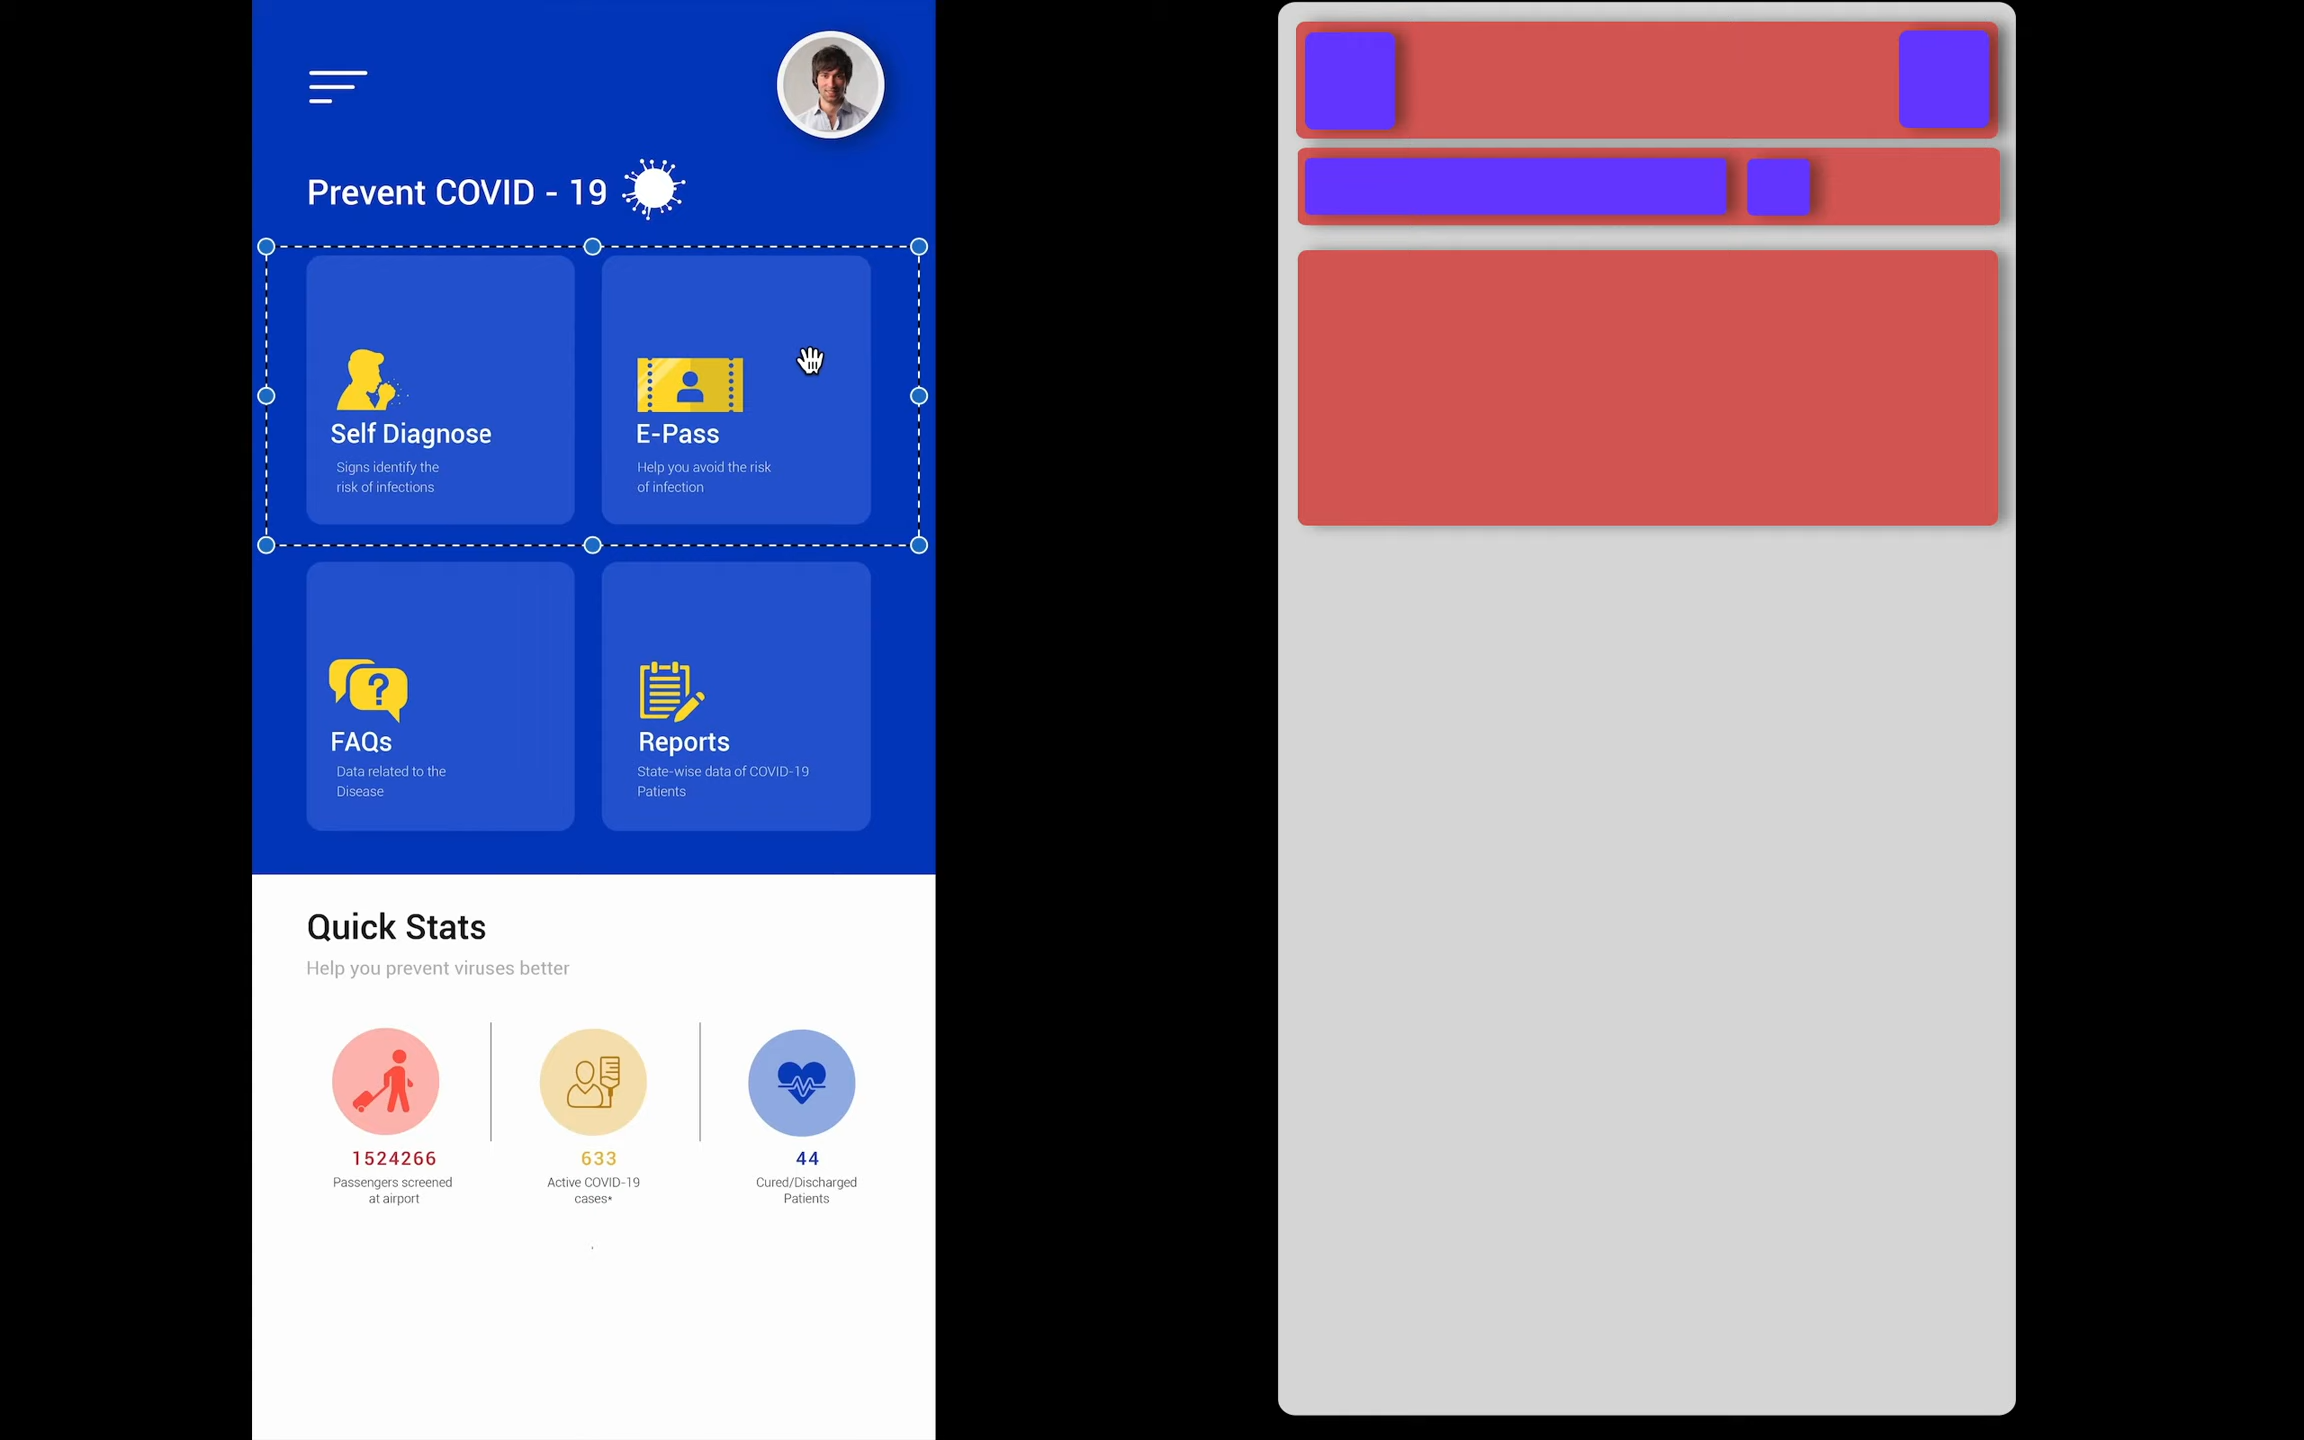 Prevent COVID - 19
Self Diagnose
Signs identify the
risk of infections
E-Pass
Help you avoid the risk
of infection
?
FAQs
Data related to the
Disease
Reports
State-wise data of COVID-19
Patients
Quick Stats
Help you prevent viruses better
1524266
Passengers screened
at airport
633
Active COVID-19
cases*
44
Cured/Discharged
Patients